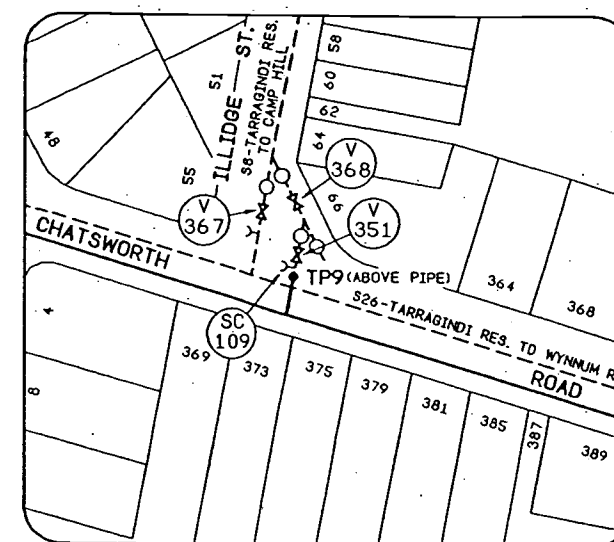 58
60
62
64
66
51
ILLIDGE ST.
S8-TARRAGINDI RES.
TO CAMP HILL
48
55
V
368
V
367
V
351
CHATSWORTH
TP9 (ABOVE PIPE)
364
368
S26-TARRAGINDI RES. TO WYNNUM R
ROAD
SC
109
4
8
369
373
375
379
381
385
387
389